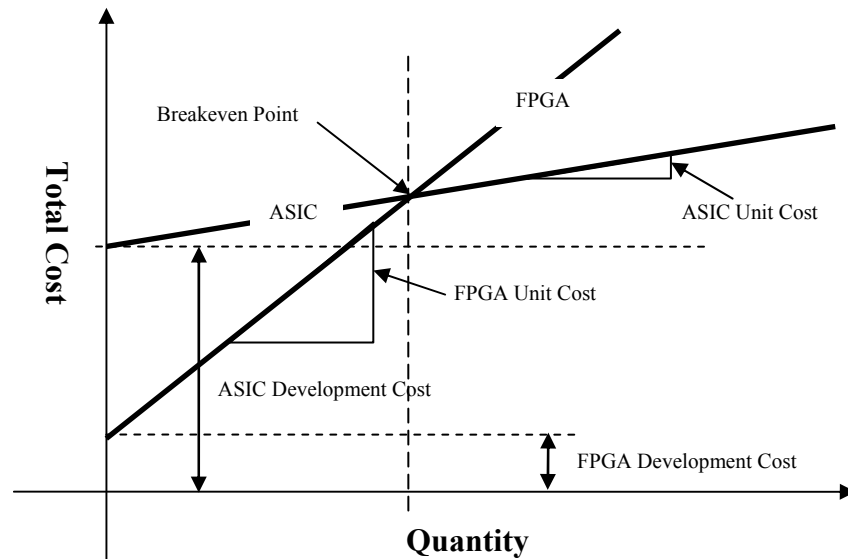 FPGA
Breakeven Point
Total Cost
ASIC
ASIC Unit Cost
FPGA Unit Cost
ASIC Development Cost
FPGA Development Cost
Quantity